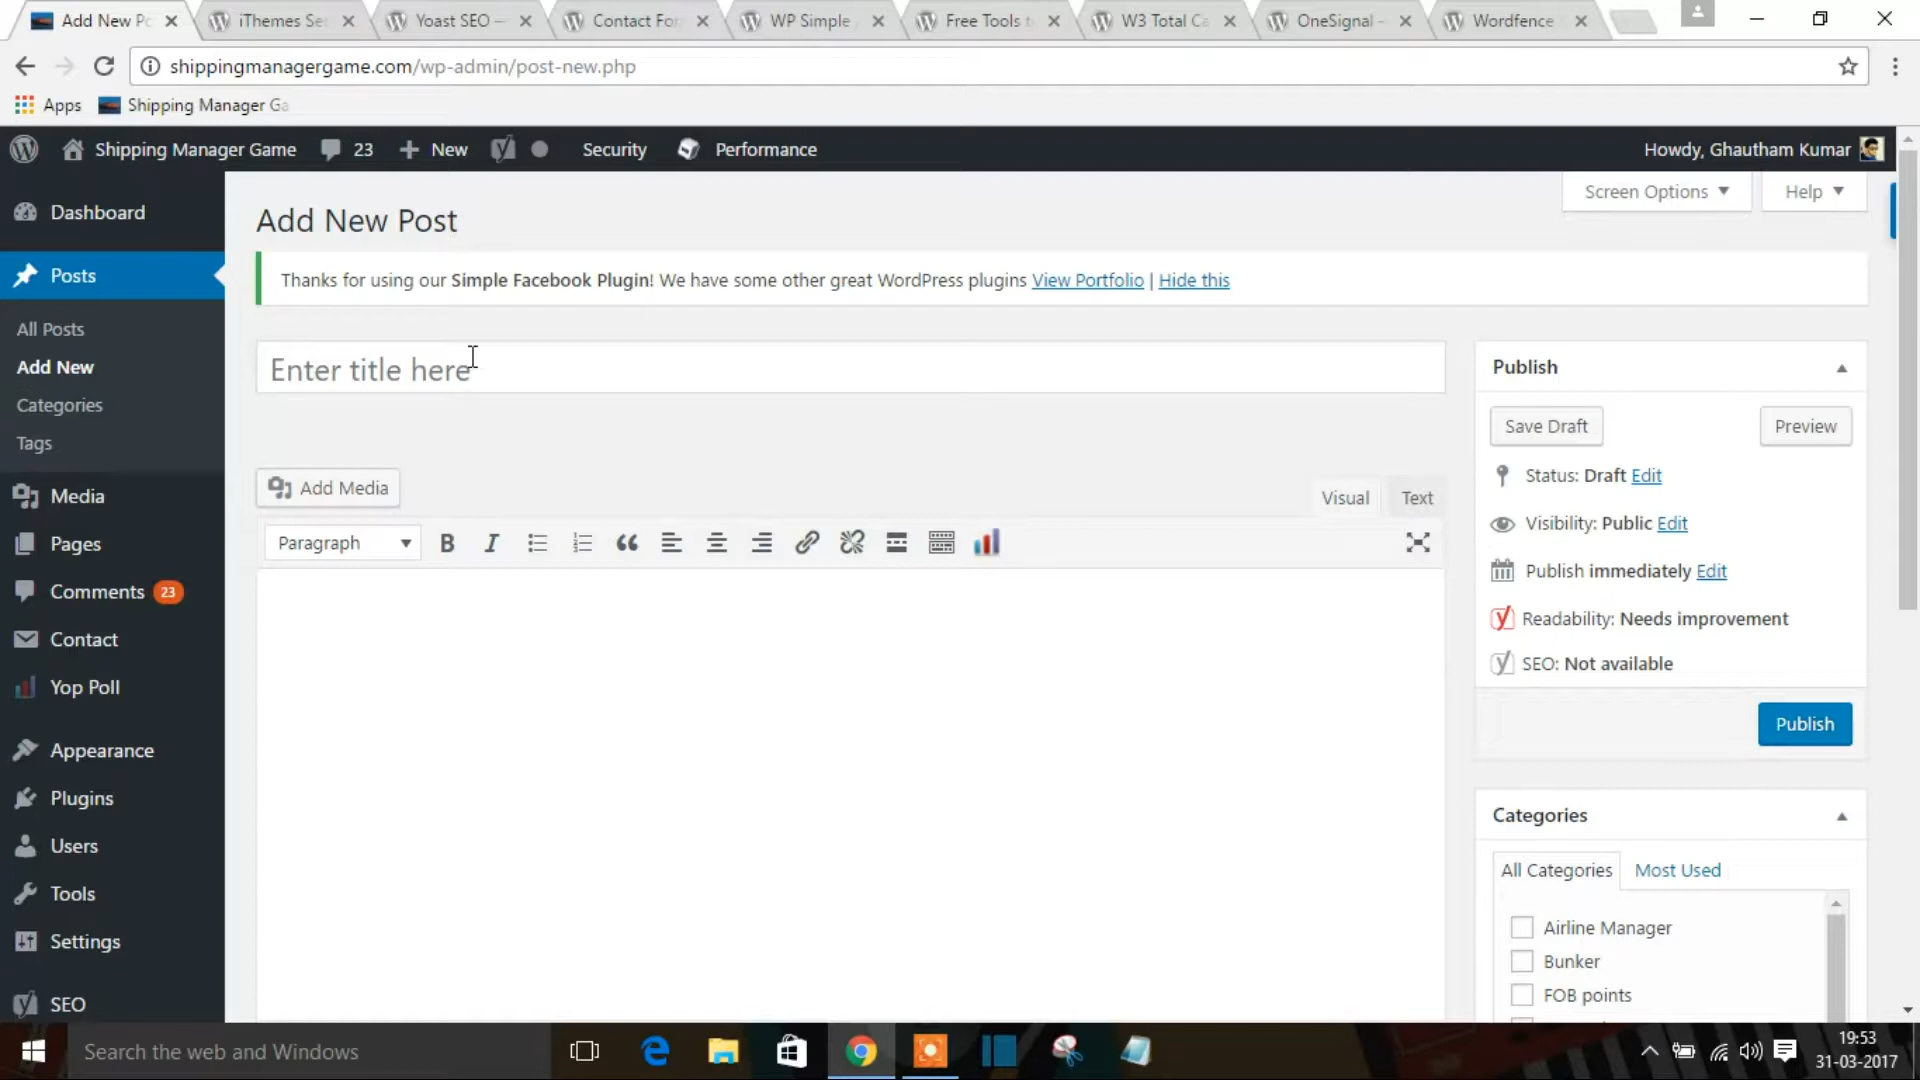 Add New Po
iThemes Se
Yoast SEO –
Contact For
WP Simple
Free Tools t
W3 Total Ca
OneSignal -
Wordfence
shippingmanagergame.com/wp-admin/post-new.php
Apps
Shipping Manager Ga
Shipping Manager Game
23
New
Security
Performance
Howdy, Ghautham Kumar
Screen Options
Help
Dashboard
Posts
All Posts
Add New
Categories
Tags
Media
Pages
Comments 23
Contact
Yop Poll
Appearance
Plugins
Users
Tools
Settings
SEO
Add New Post
Thanks for using our Simple Facebook Plugin! We have some other great WordPress plugins View Portfolio | Hide this
Enter title here
Add Media
Visual
Text
Paragraph
B
I
Publish
Save Draft
Preview
Status: Draft Edit
Visibility: Public Edit
Publish immediately Edit
Readability: Needs improvement
SEO: Not available
Publish
Categories
All Categories
Most Used
Airline Manager
Bunker
FOB points
Search the web and Windows
19:53
31-03-2017